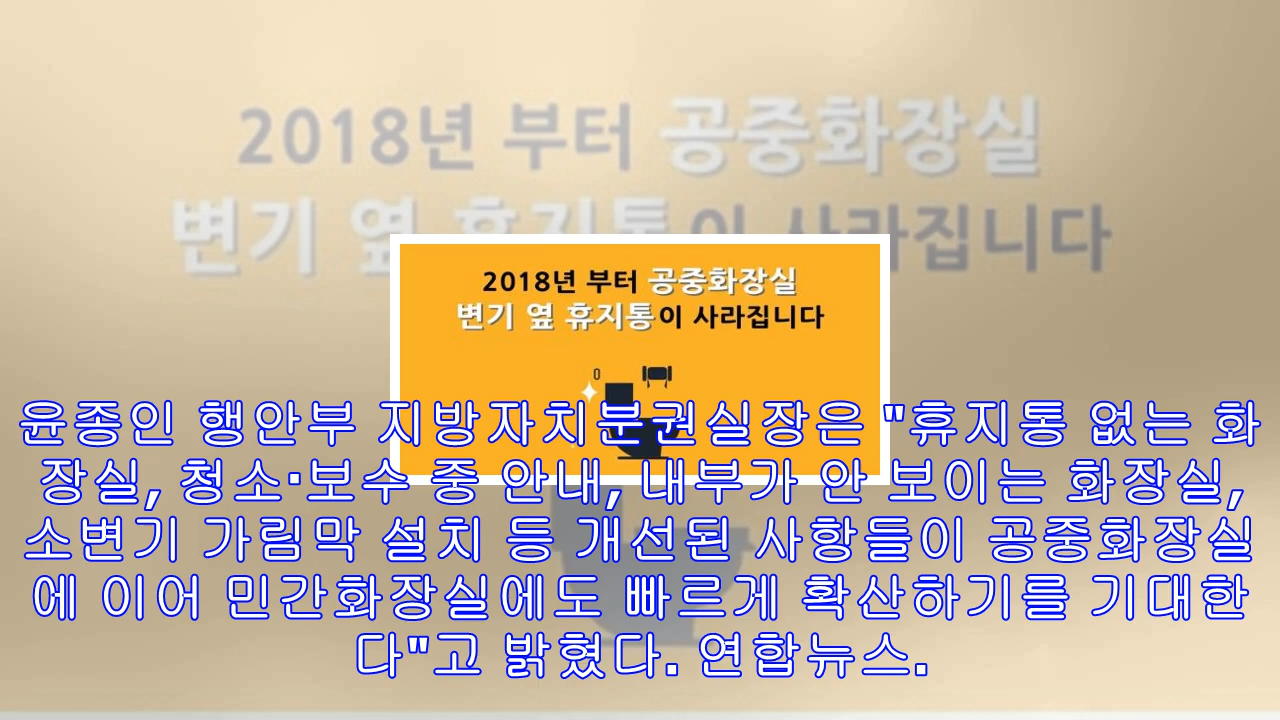 2018년 부터 공중화장실
변기 옆 휴지통이 사라집니다
2018년 부터 공중화장실
변기 옆 휴지통이 사라집니다
윤종인 행안부 지방자치분권실장은 "휴지통 없는 화
장실, 청소·보수 중 안내, 내부가 안 보이는 화장실,
소변기 가림막 설치 등 개선된 사항들이 공중화장실
에 이어 민간화장실에도 빠르게 확산하기를 기대한
다"고 밝혔다. 연합뉴스.